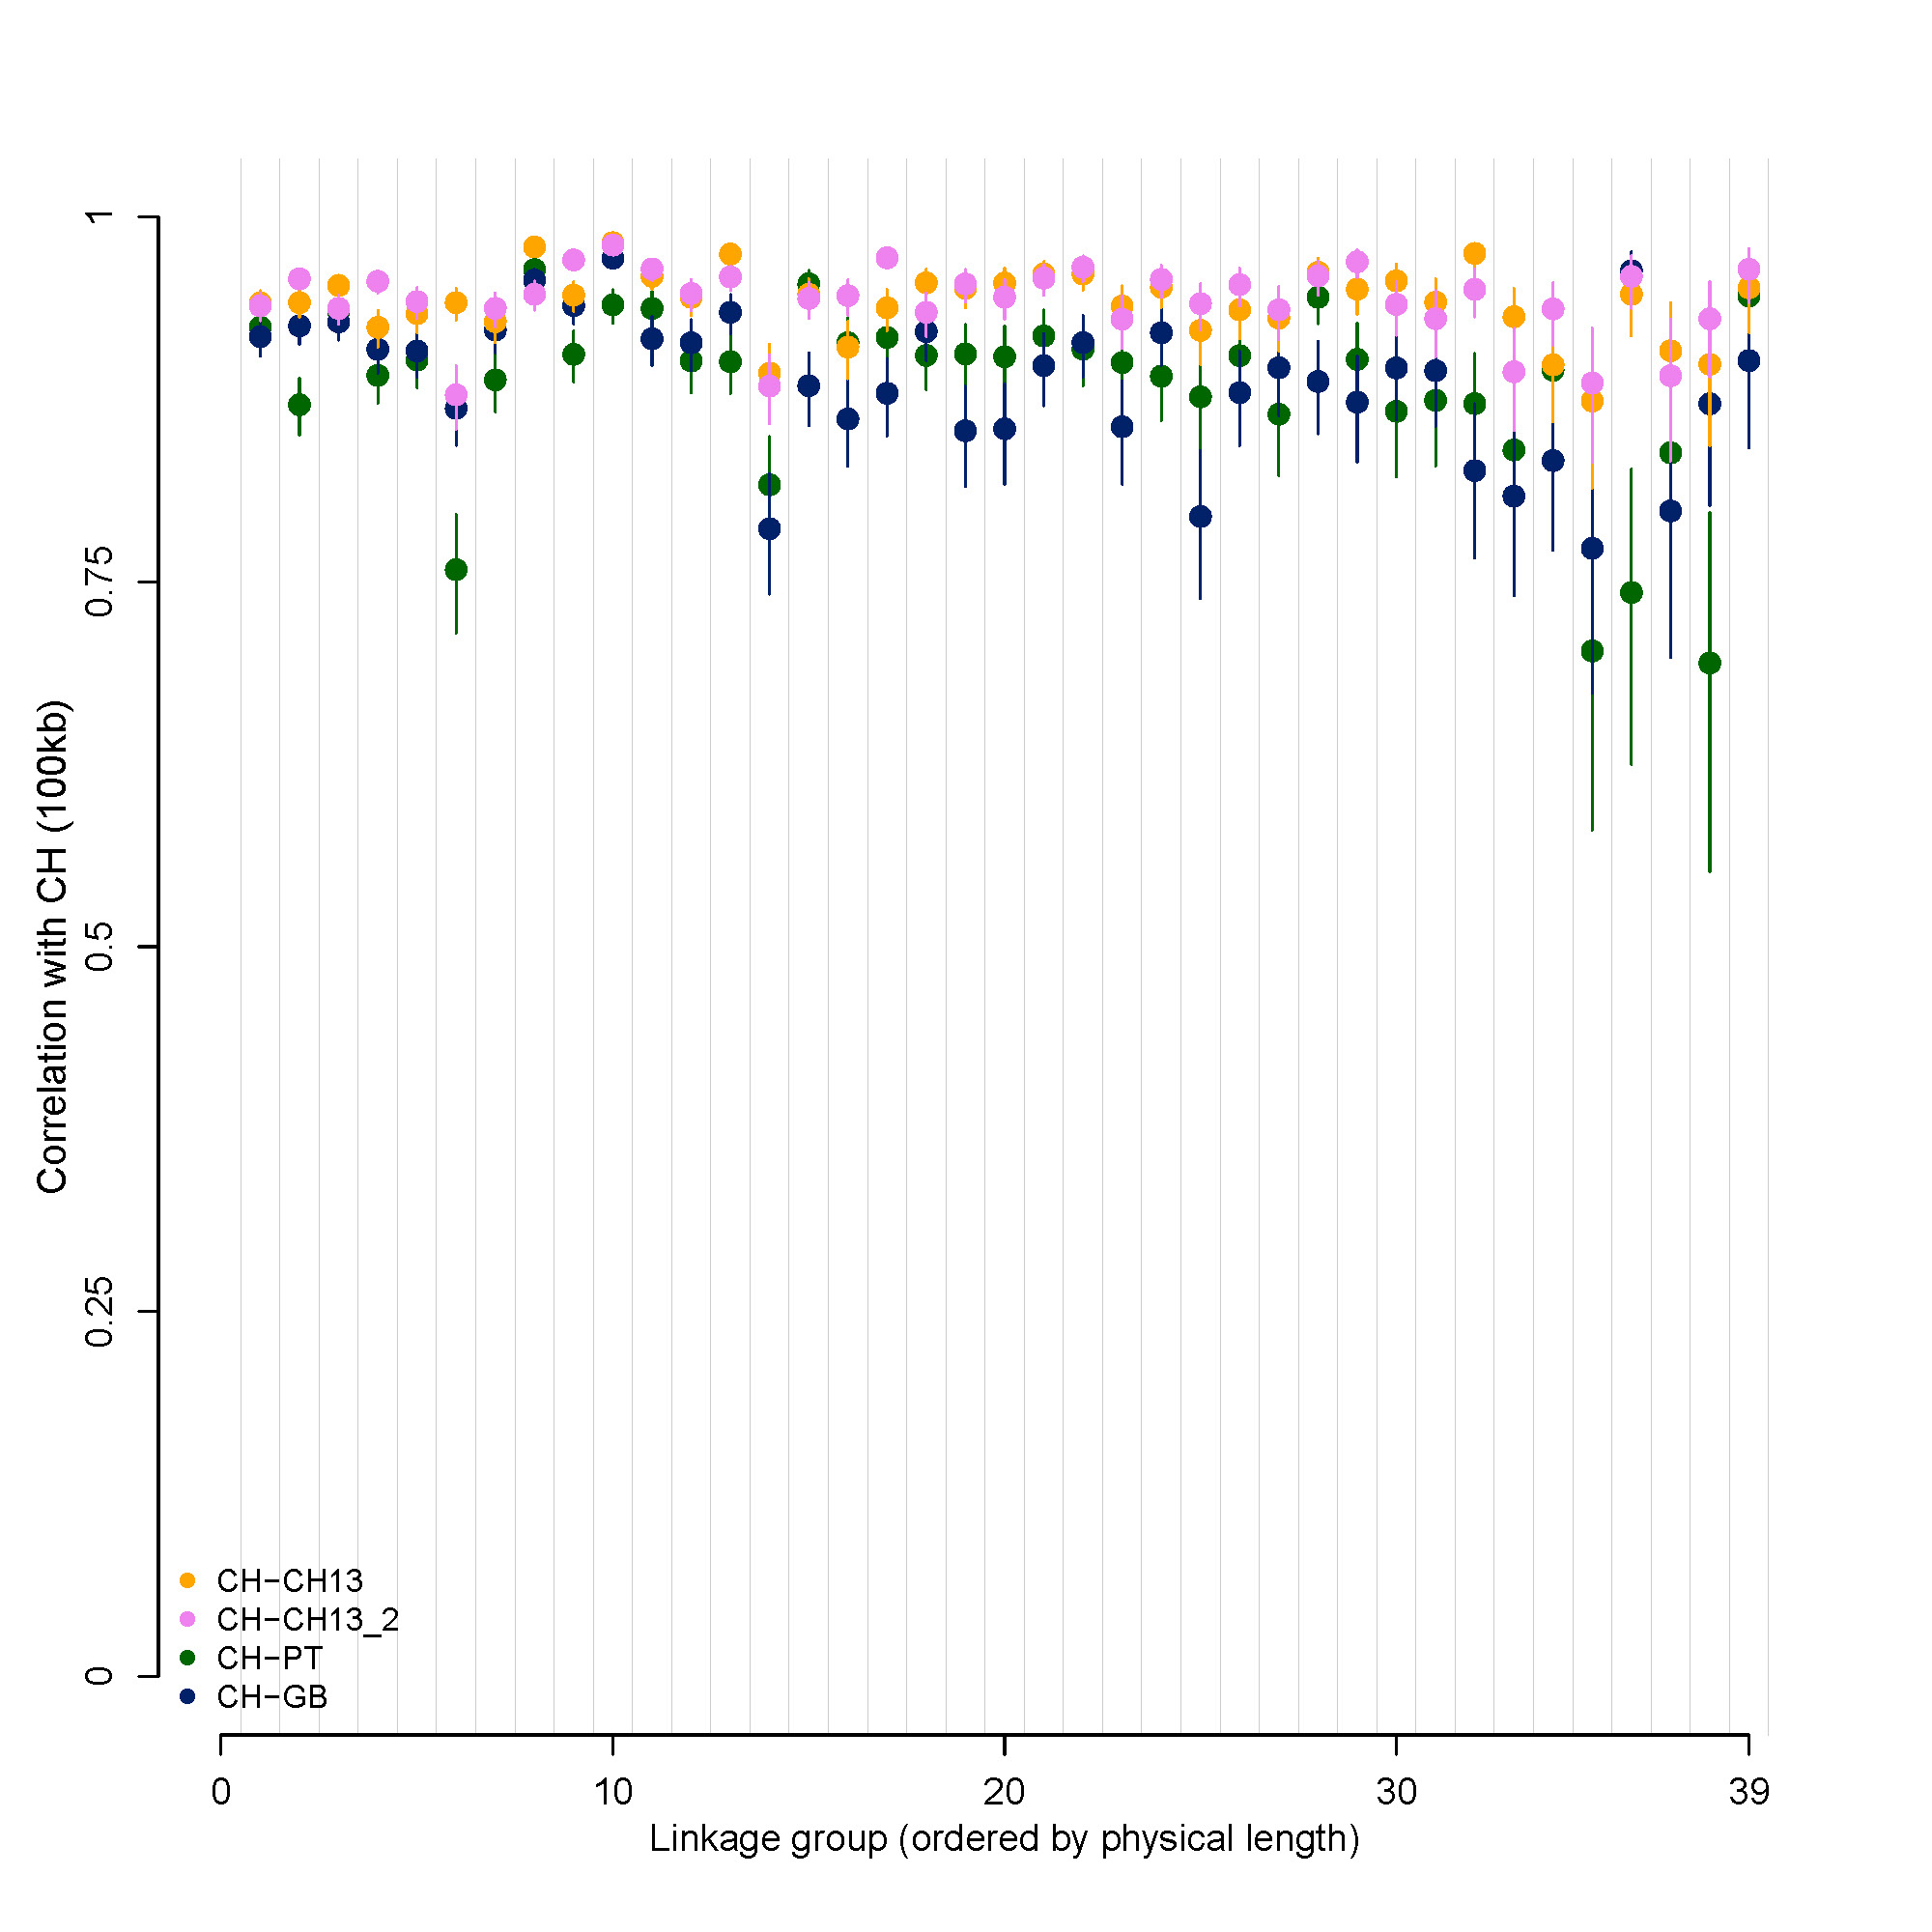 1
0.75
0.5
0.25
0
Correlation with CH (100kb)
CH−CH13
CH−CH13_2
CH−PT
CH−GB
0 10 20 30 39
Linkage group (ordered by physical length)